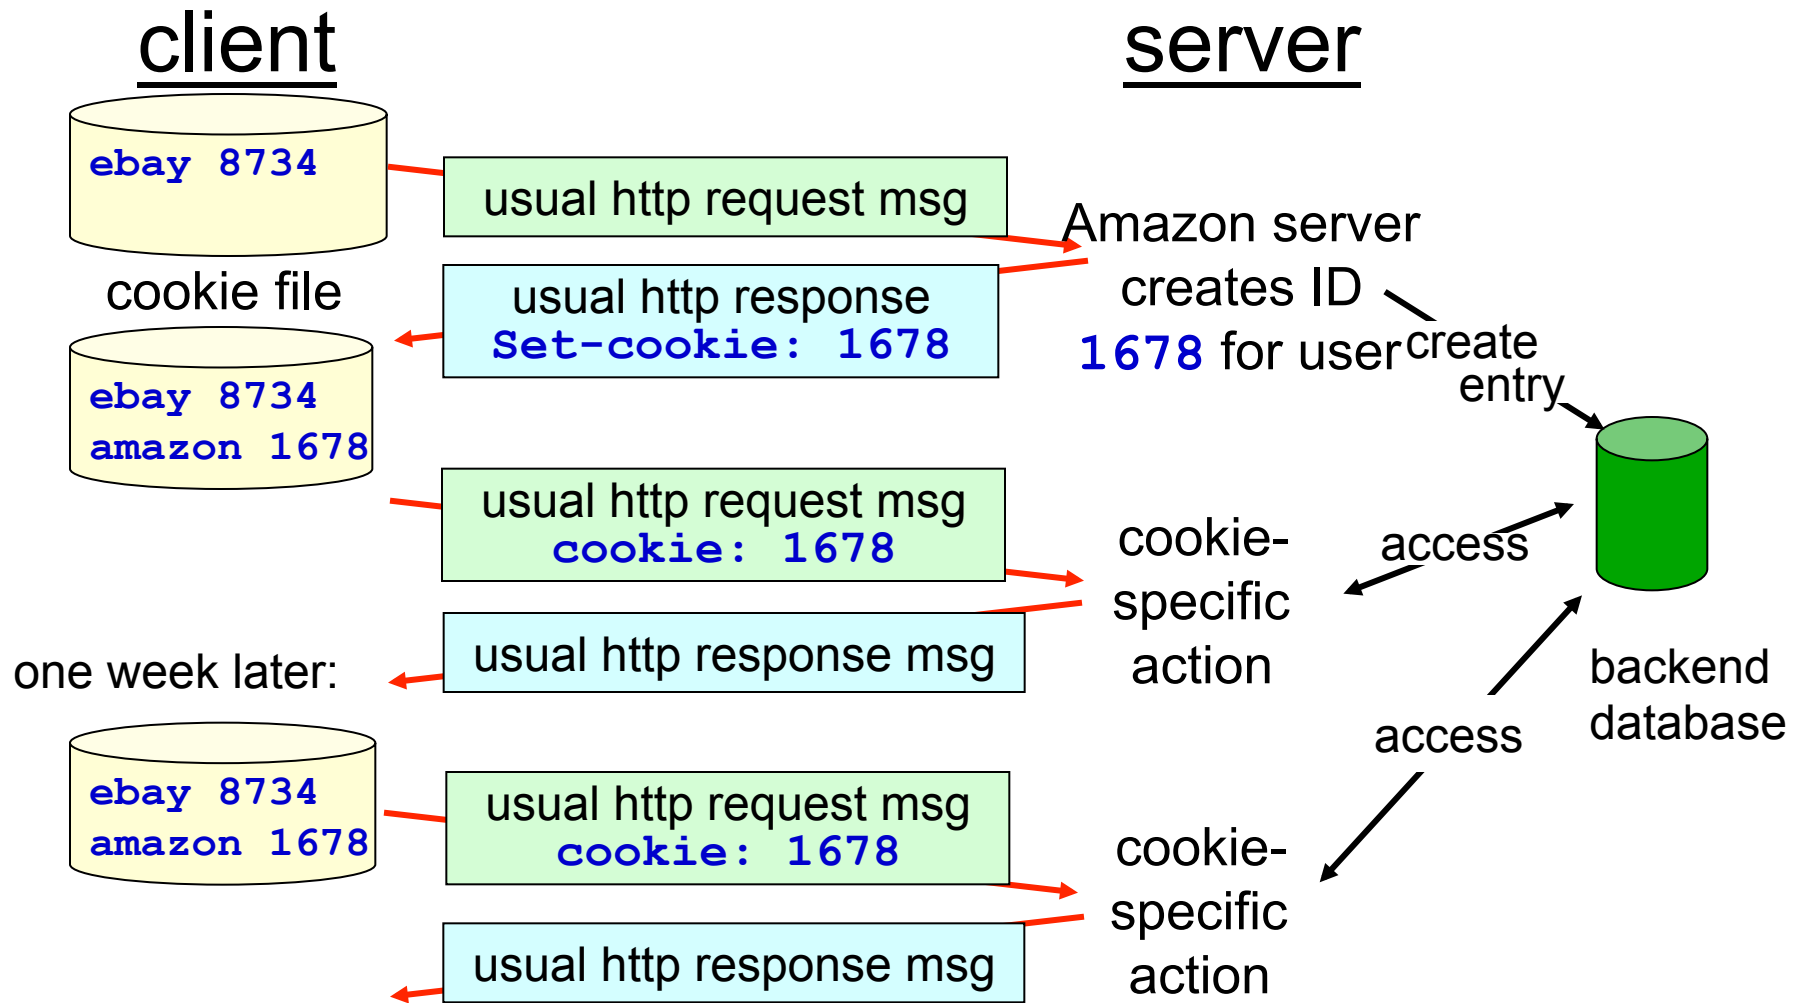 client
server
ebay 8734
usual http request msg
Amazon server
creates ID
1678 for user
cookie file
usual http response
Set-cookie: 1678
create
entry
ebay 8734
amazon 1678
usual http request msg
cookie: 1678
cookie-
specific
action
access
usual http response msg
one week later:
backend
database
access
ebay 8734
amazon 1678
usual http request msg
cookie: 1678
cookie-
specific
action
usual http response msg